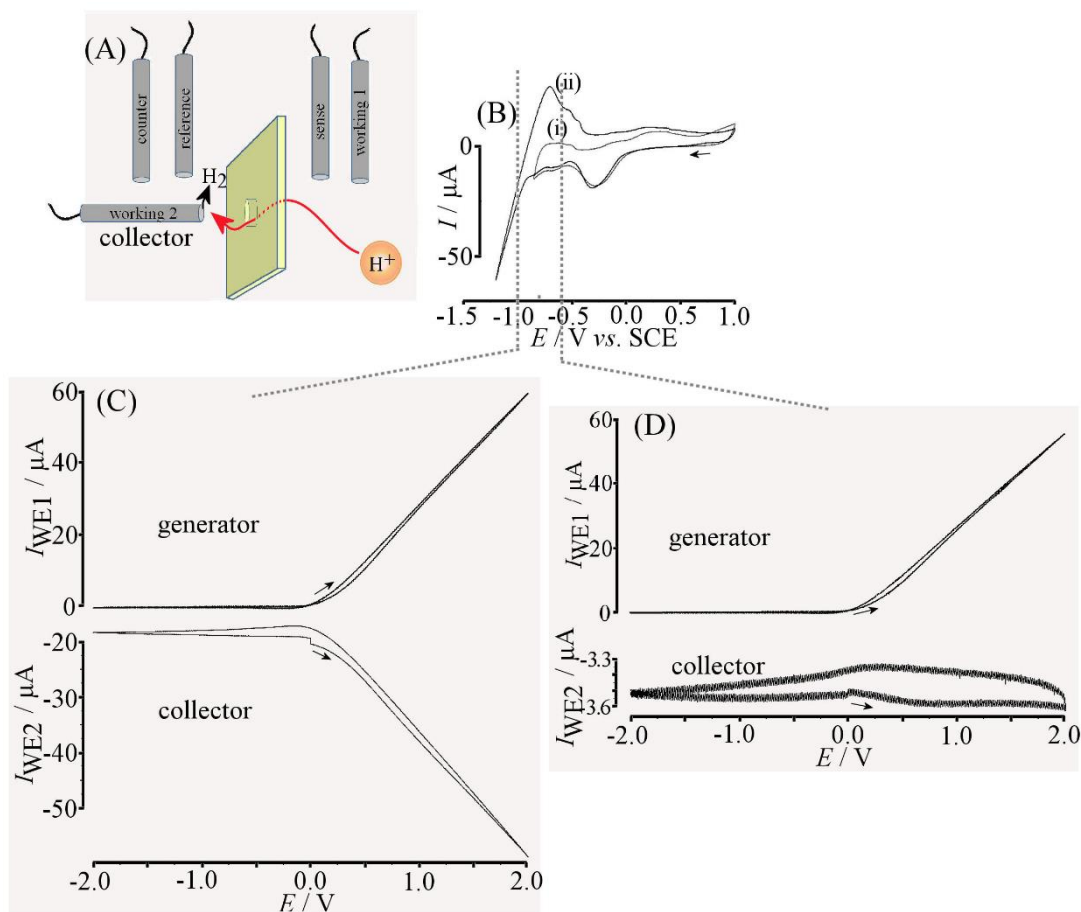 (A)
counter
reference
sense
working 1
H2
working 2
collector
H+
(B)
(ii)
(i)
I / μA
0
-50
-1.5
-1.0
-0.5
0.0
0.5
1.0
E / V vs. SCE
(C)
60
40
20
0
IWE1 / μA
generator
-20
-30
-40
-50
IWE2 / μA
collector
-2.0
-1.0
0.0
1.0
2.0
E / V
(D)
60
40
20
0
IWE1 / μA
generator
-3.3
-3.6
IWE2 / μA
collector
-2.0
-1.0
0.0
1.0
2.0
E / V